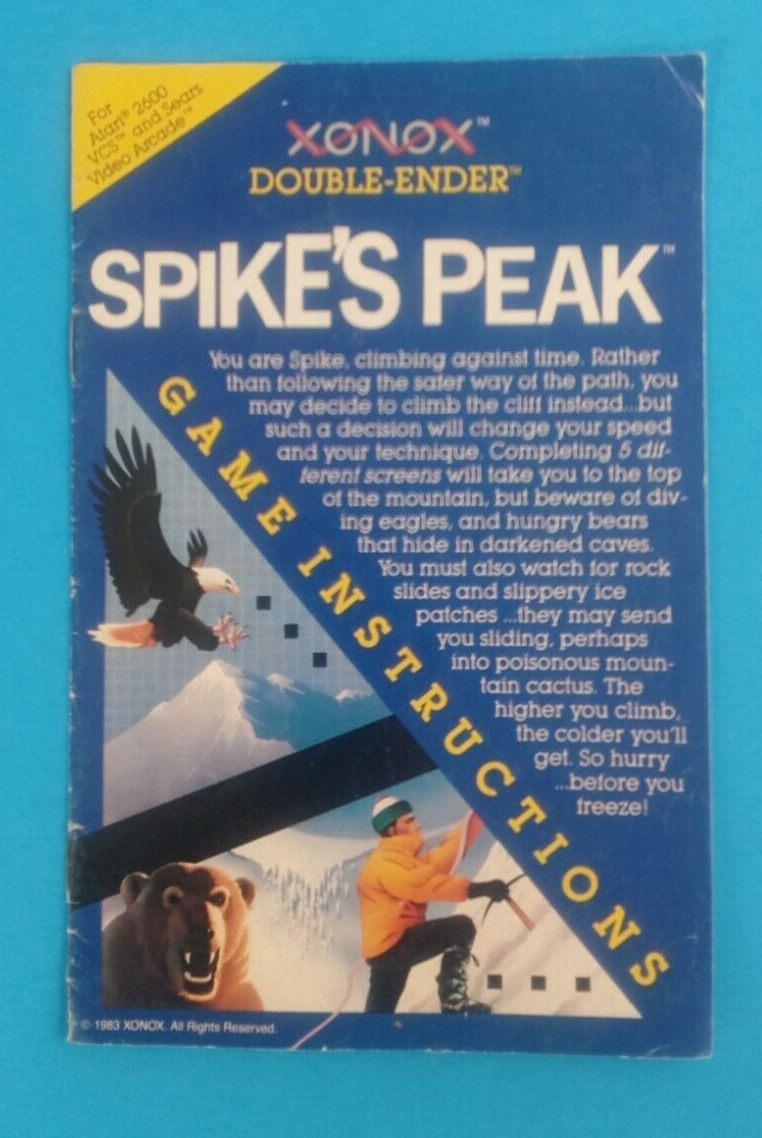 For
Atari® 2600
VCS™ and Sears
Video Arcade™
XONOX™
DOUBLE-ENDER™
SPIKE'S PEAK™
GAME INSTRUCTIONS
You are Spike, climbing against time. Rather
than following the safer way of the path, you
may decide to climb the cliff instead...but
such a decision will change your speed
and your technique. Completing 5 dif-
ferent screens will take you to the top
of the mountain, but beware of div-
ing eagles, and hungry bears
that hide in darkened caves.
You must also watch for rock
slides and slippery ice
patches ...they may send
you sliding, perhaps
into poisonous moun-
tain cactus. The
higher you climb,
the colder you'll
get. So hurry
...before you
freeze!
© 1983 XONOX. All Rights Reserved.